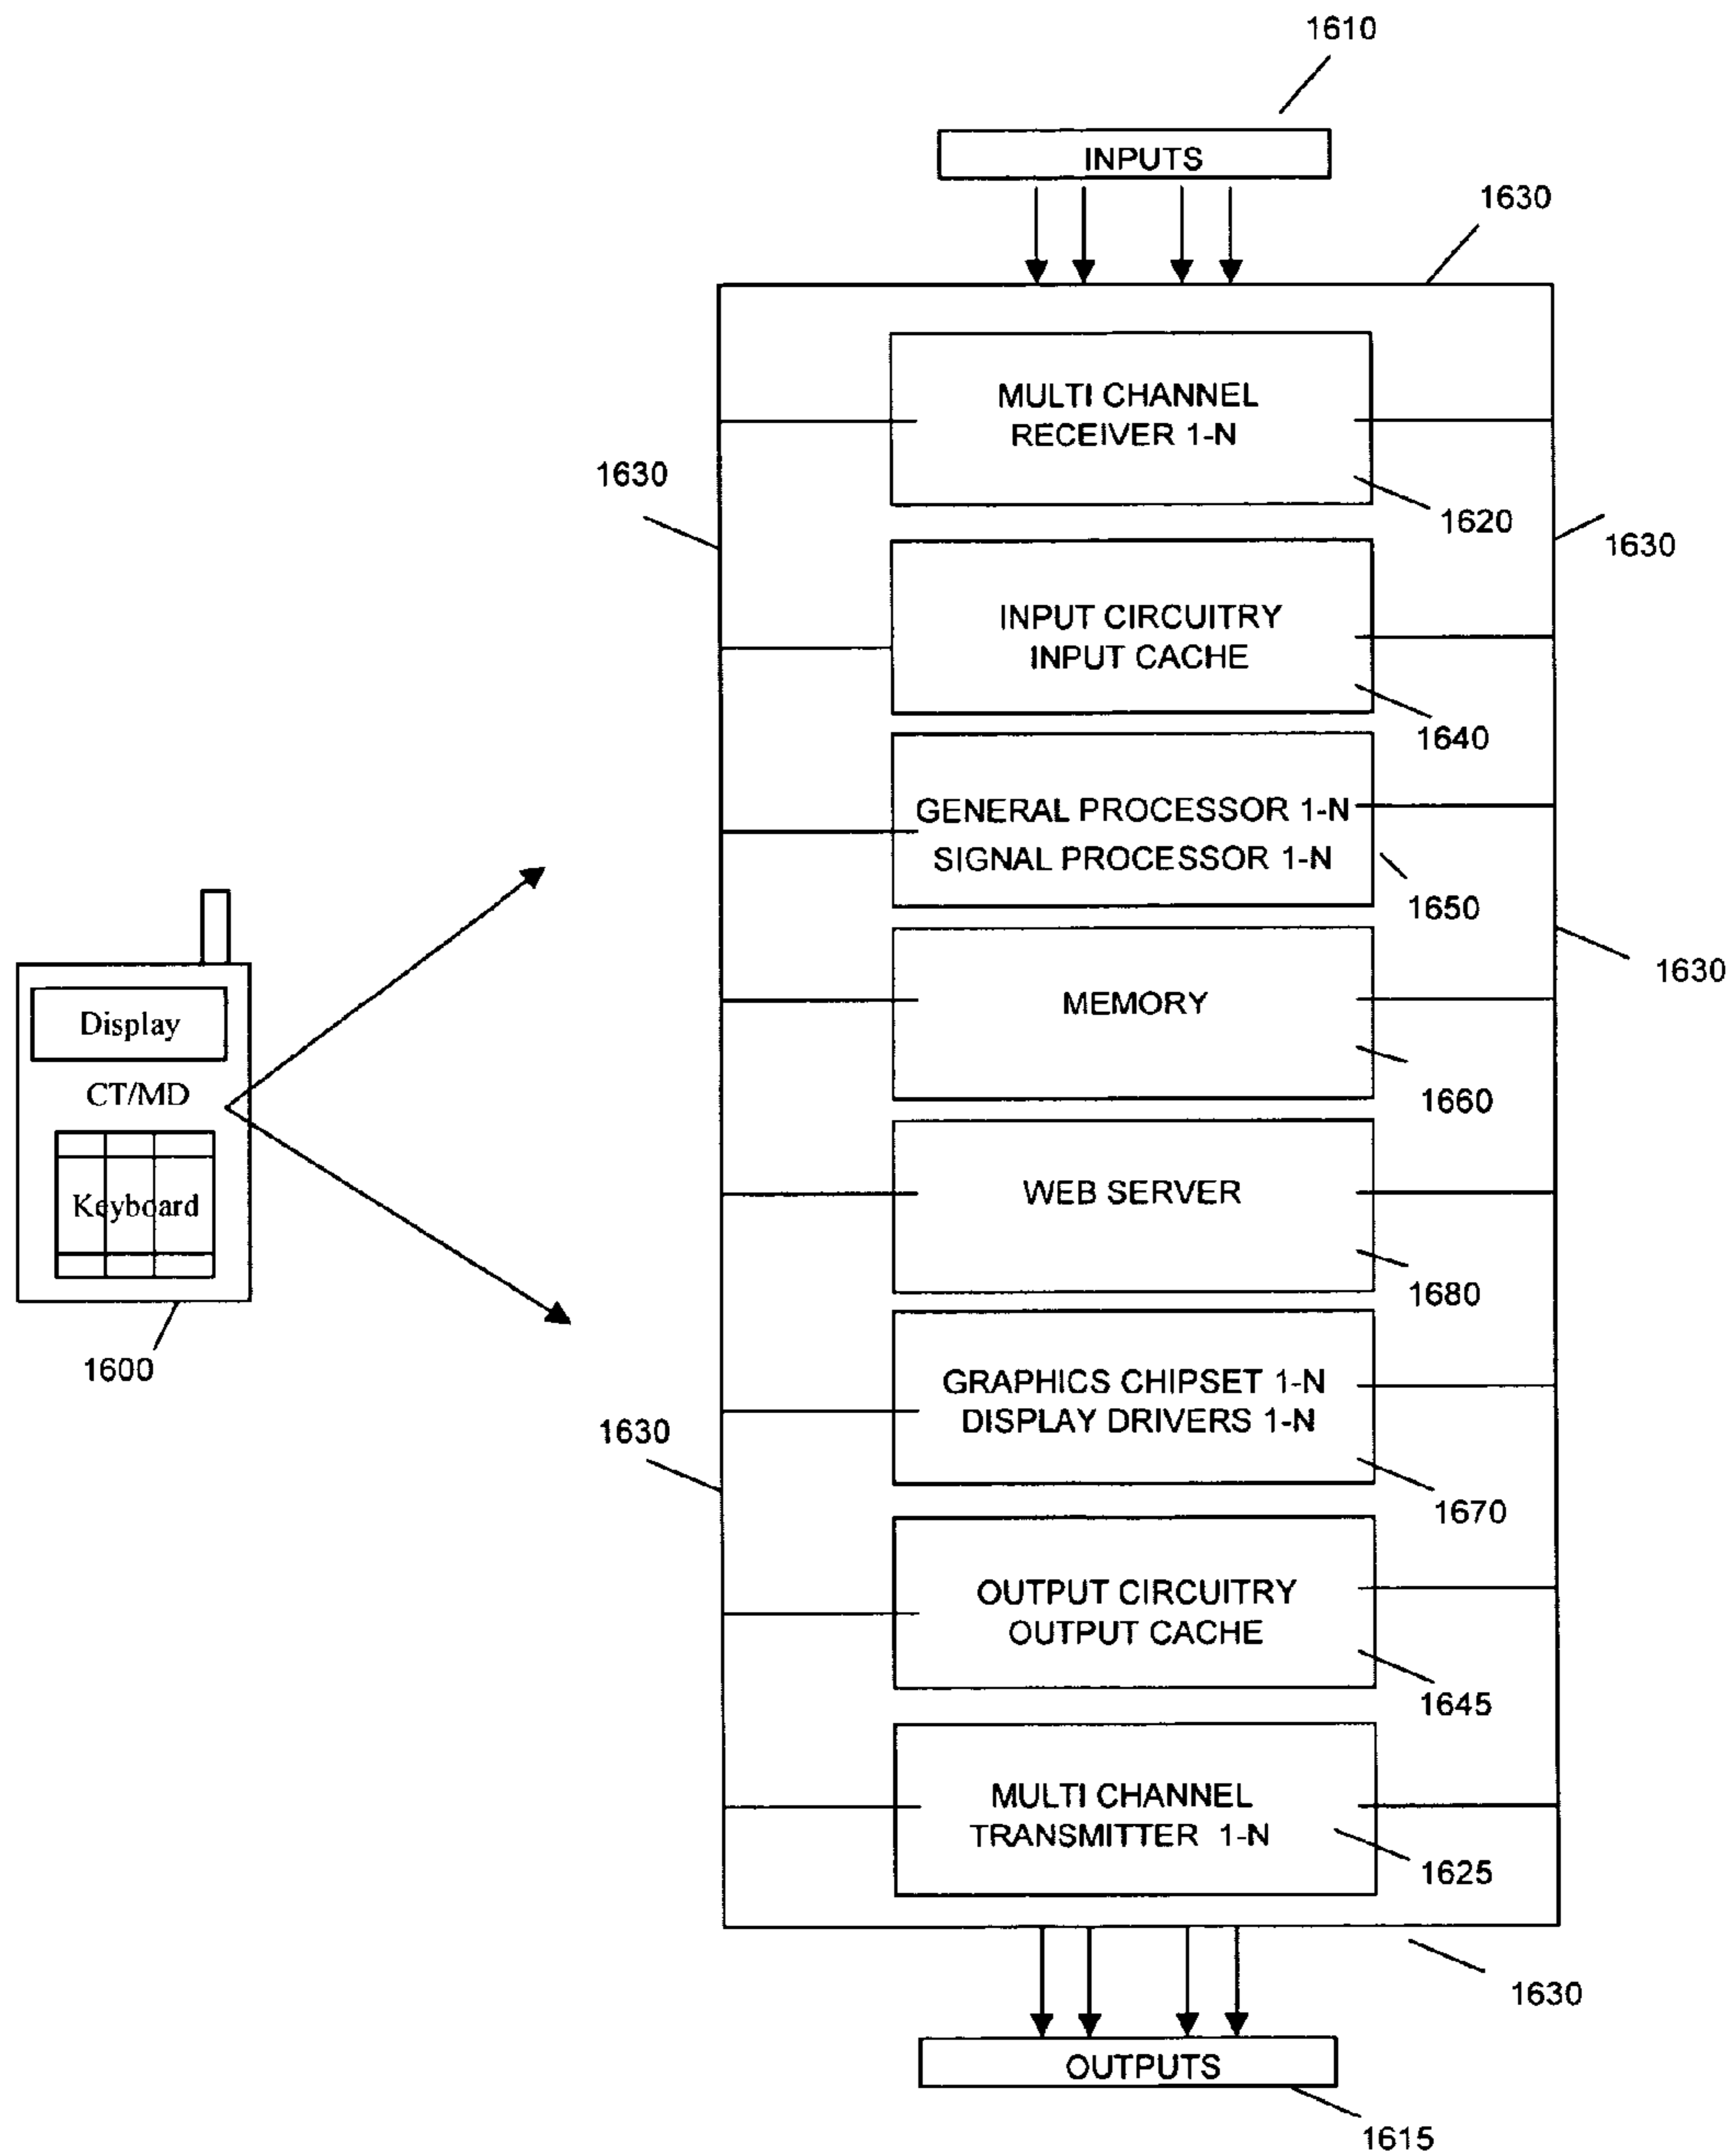 1610
INPUTS
1630
MULTI CHANNEL
RECEIVER 1-N
1630
1620
1630
INPUT CIRCUITRY
INPUT CACHE
1640
GENERAL PROCESSOR 1-N
SIGNAL PROCESSOR 1-N
1650
1630
MEMORY
1660
Display
CT/MD
Keyboard
1600
WEB SERVER
1680
GRAPHICS CHIPSET 1-N
DISPLAY DRIVERS 1-N
1630
1670
OUTPUT CIRCUITRY
OUTPUT CACHE
1645
MULTI CHANNEL
TRANSMITTER 1-N
1625
1630
OUTPUTS
1615